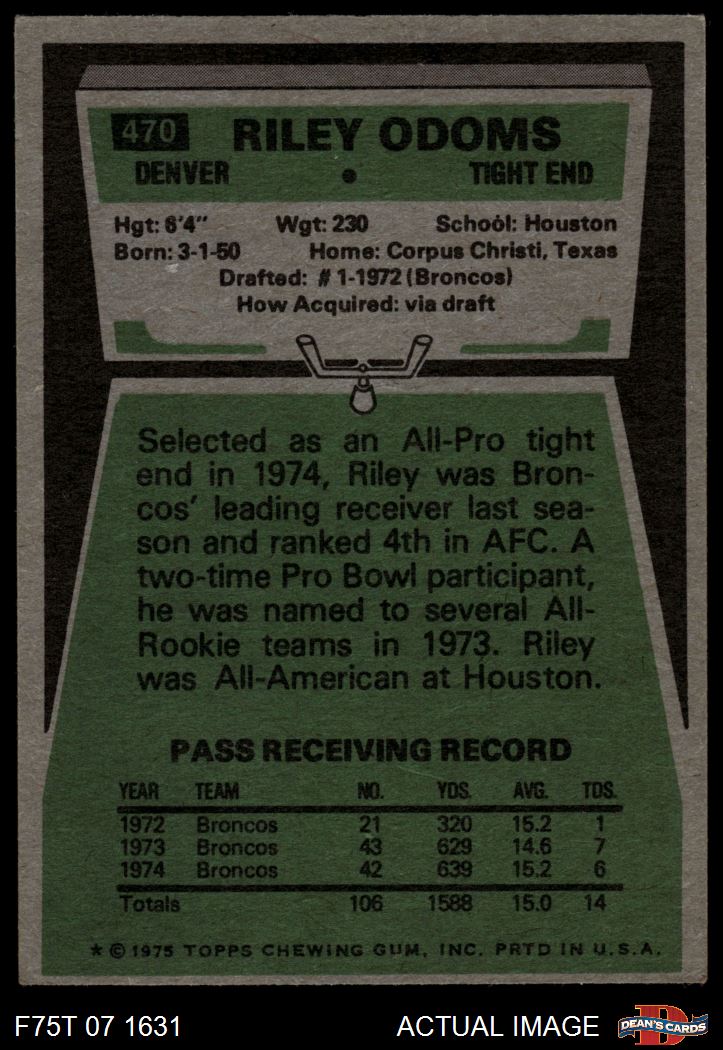 470 RILEY ODOMS
DENVER • TIGHT END
Hgt: 6'4" Wgt: 230 School: Houston
Born: 3-1-50 Home: Corpus Christi, Texas
Drafted: # 1-1972 (Broncos)
How Acquired: via draft
Selected as an All-Pro tight
end in 1974, Riley was Bron-
cos' leading receiver last sea-
son and ranked 4th in AFC. A
two-time Pro Bowl participant,
he was named to several All-
Rookie teams in 1973. Riley
was All-American at Houston.
PASS RECEIVING RECORD
YEAR TEAM NO. YDS. AVG. TDS.
1972 Broncos 21 320 15.2 1
1973 Broncos 43 629 14.6 7
1974 Broncos 42 639 15.2 6
Totals 106 1588 15.0 14
* © 1975 TOPPS CHEWING GUM, INC. PRTD IN U.S.A.
F75T 07 1631 ACTUAL IMAGE D DEAN'S CARDS